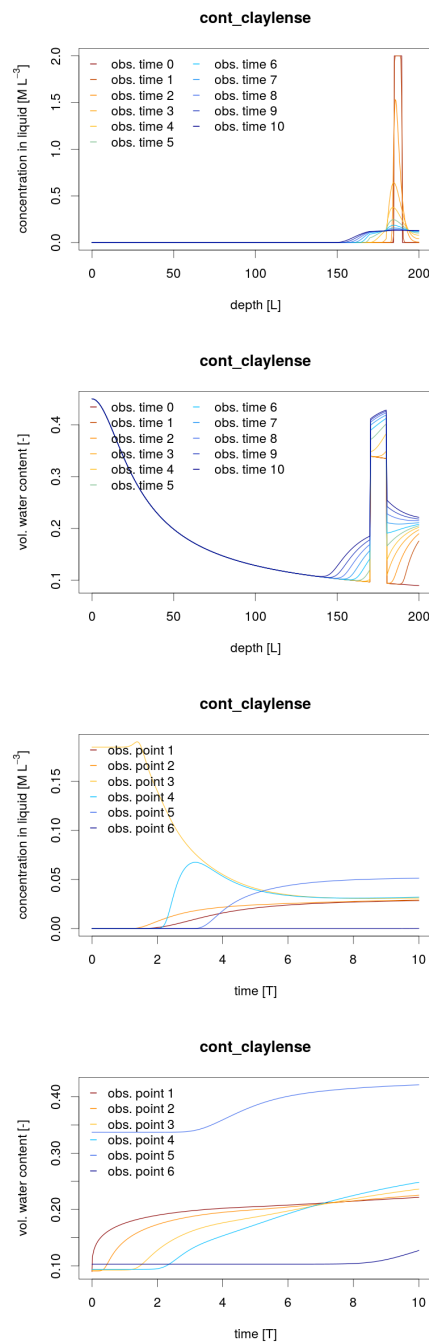 cont_claylense
concentration in liquid [M L⁻³]
2.0
1.5
1.0
0.5
0.0
obs. time 0
obs. time 1
obs. time 2
obs. time 3
obs. time 4
obs. time 5
obs. time 6
obs. time 7
obs. time 8
obs. time 9
obs. time 10
0 50 100 150 200
depth [L]
cont_claylense
vol. water content [-]
0.4
0.3
0.2
0.1
obs. time 0
obs. time 1
obs. time 2
obs. time 3
obs. time 4
obs. time 5
obs. time 6
obs. time 7
obs. time 8
obs. time 9
obs. time 10
0 50 100 150 200
depth [L]
cont_claylense
concentration in liquid [M L⁻³]
0.15
0.10
0.05
0.00
obs. point 1
obs. point 2
obs. point 3
obs. point 4
obs. point 5
obs. point 6
0 2 4 6 8 10
time [T]
cont_claylense
vol. water content [-]
0.40
0.30
0.20
0.10
obs. point 1
obs. point 2
obs. point 3
obs. point 4
obs. point 5
obs. point 6
0 2 4 6 8 10
time [T]